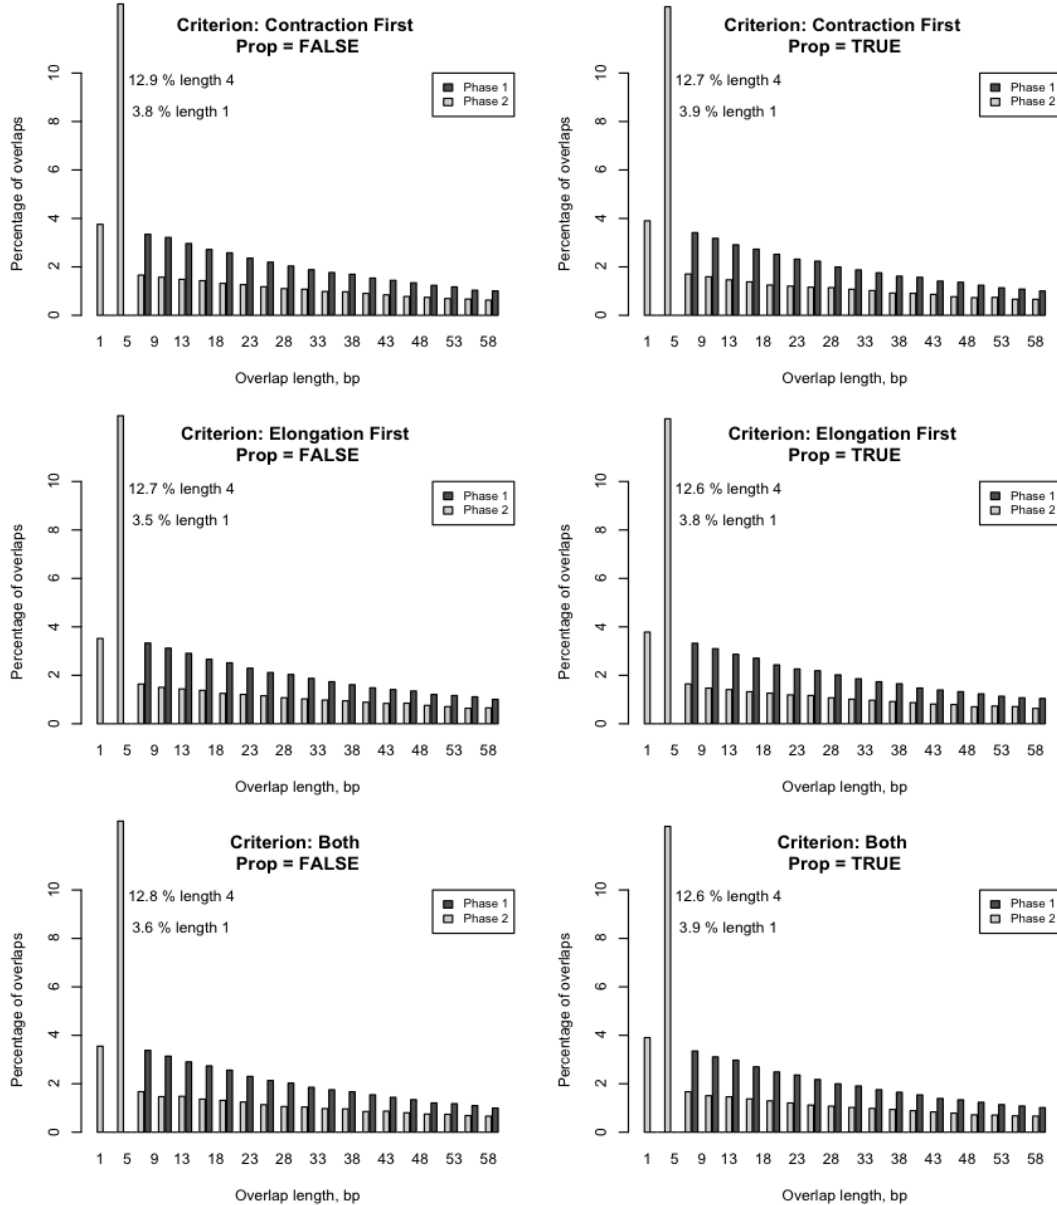 Criterion: Contraction First
Prop = FALSE
12.9 % length 4
3.8 % length 1
Phase 1
Phase 2
Percentage of overlaps
0 2 4 6 8 10
1 5 9 13 18 23 28 33 38 43 48 53 58
Overlap length, bp
Criterion: Contraction First
Prop = TRUE
12.7 % length 4
3.9 % length 1
Phase 1
Phase 2
Percentage of overlaps
0 2 4 6 8 10
1 5 9 13 18 23 28 33 38 43 48 53 58
Overlap length, bp
Criterion: Elongation First
Prop = FALSE
12.7 % length 4
3.5 % length 1
Phase 1
Phase 2
Percentage of overlaps
0 2 4 6 8 10
1 5 9 13 18 23 28 33 38 43 48 53 58
Overlap length, bp
Criterion: Elongation First
Prop = TRUE
12.6 % length 4
3.8 % length 1
Phase 1
Phase 2
Percentage of overlaps
0 2 4 6 8 10
1 5 9 13 18 23 28 33 38 43 48 53 58
Overlap length, bp
Criterion: Both
Prop = FALSE
12.8 % length 4
3.6 % length 1
Phase 1
Phase 2
Percentage of overlaps
0 2 4 6 8 10
1 5 9 13 18 23 28 33 38 43 48 53 58
Overlap length, bp
Criterion: Both
Prop = TRUE
12.6 % length 4
3.9 % length 1
Phase 1
Phase 2
Percentage of overlaps
0 2 4 6 8 10
1 5 9 13 18 23 28 33 38 43 48 53 58
Overlap length, bp